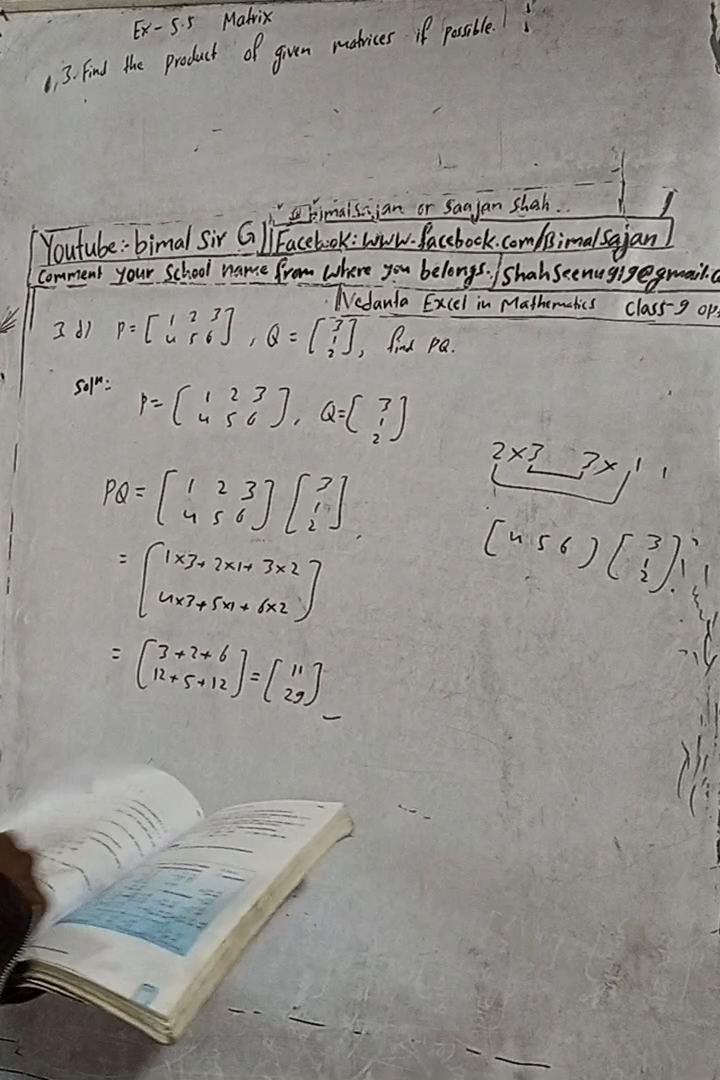 Ex- 5.5 Matrix
3. Find the product of given matrices if possible.
@bimalsajan or Saajan Shah..
Youtube:- bimal Sir G
Facebook: www.facebook.com/Bimalsajan
Comment your School name from where you belongs.
Shahseenu919@gmail.c
Vedanta Excel in Mathematics Class-9 op
3 d) P = [1 2 3
4 5 6], Q = [3
1
2], find PQ.
Solⁿ:
P = [1 2 3
4 5 6], Q = [3
1
2]
2×3 3×1
PQ = [1 2 3
4 5 6] [3
1
2]
[4 5 6] [3
1
2]
= [1×3+2×1+3×2
4×3+5×1+6×2]
= [3+2+6
12+5+12] = [11
29]